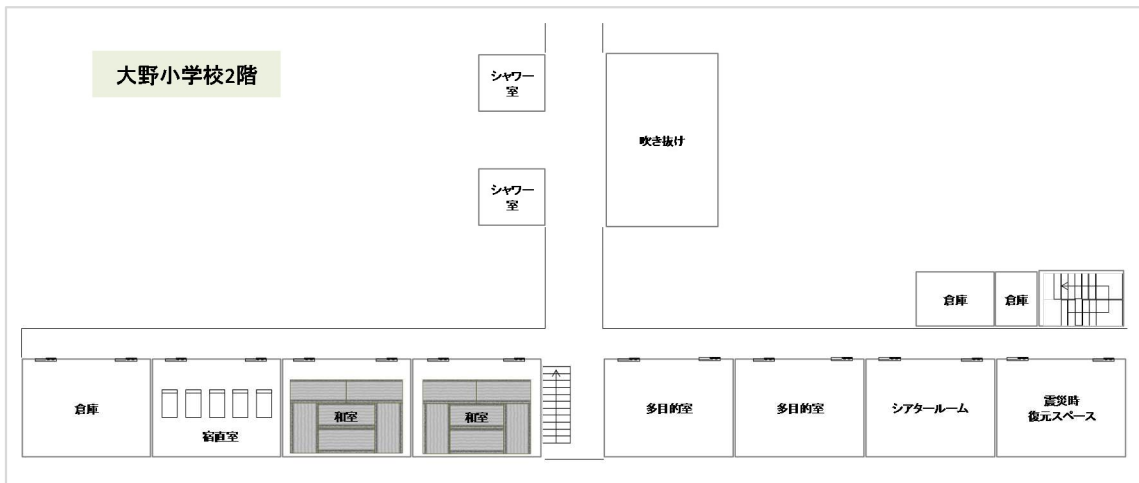 大野小学校2階
シャワー
室
吹き抜け
シャワー
室
倉庫
倉庫
倉庫
宿直室
和室
和室
多目的室
多目的室
シアタールーム
震災時
復元スペース